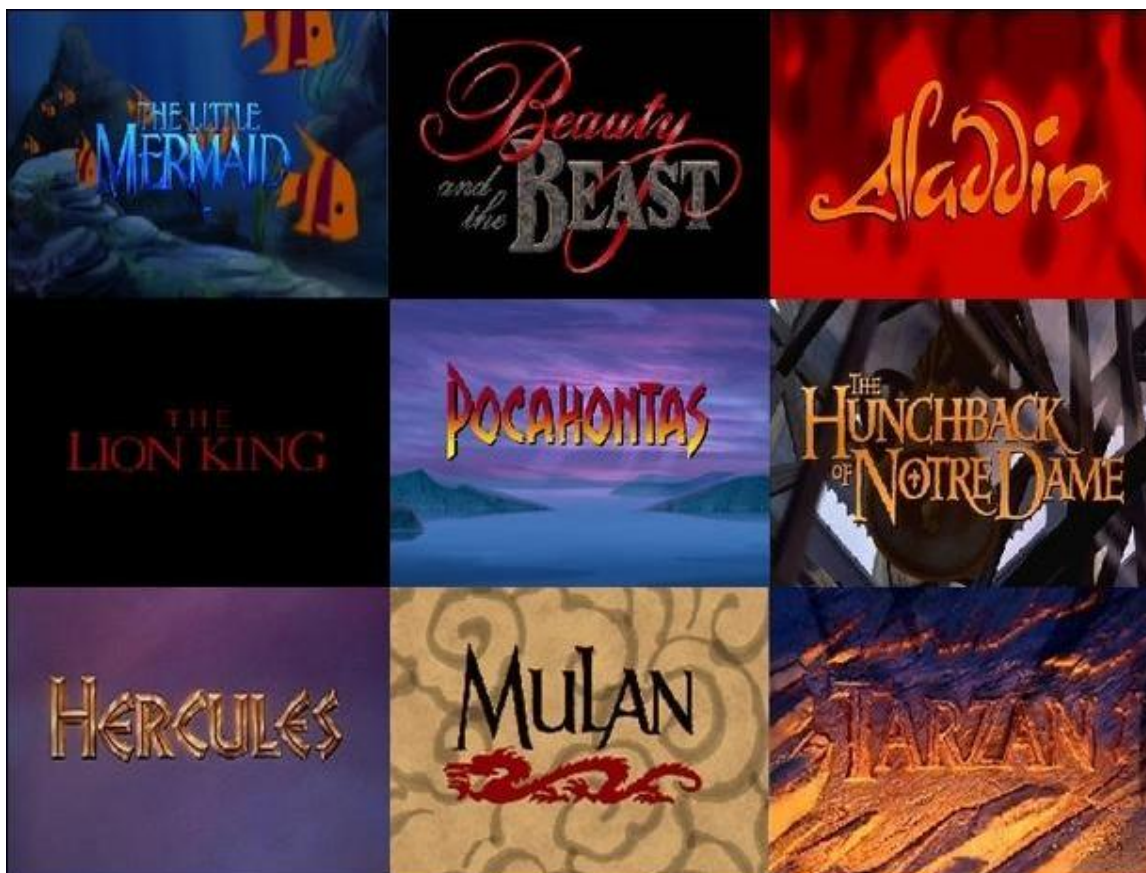 THE LITTLE
MERMAID
Beauty
and the BEAST
Aladdin
THE
LION KING
POCAHONTAS
THE
HUNCHBACK
OF NOTRE DAME
HERCULES
MULAN
TARZAN